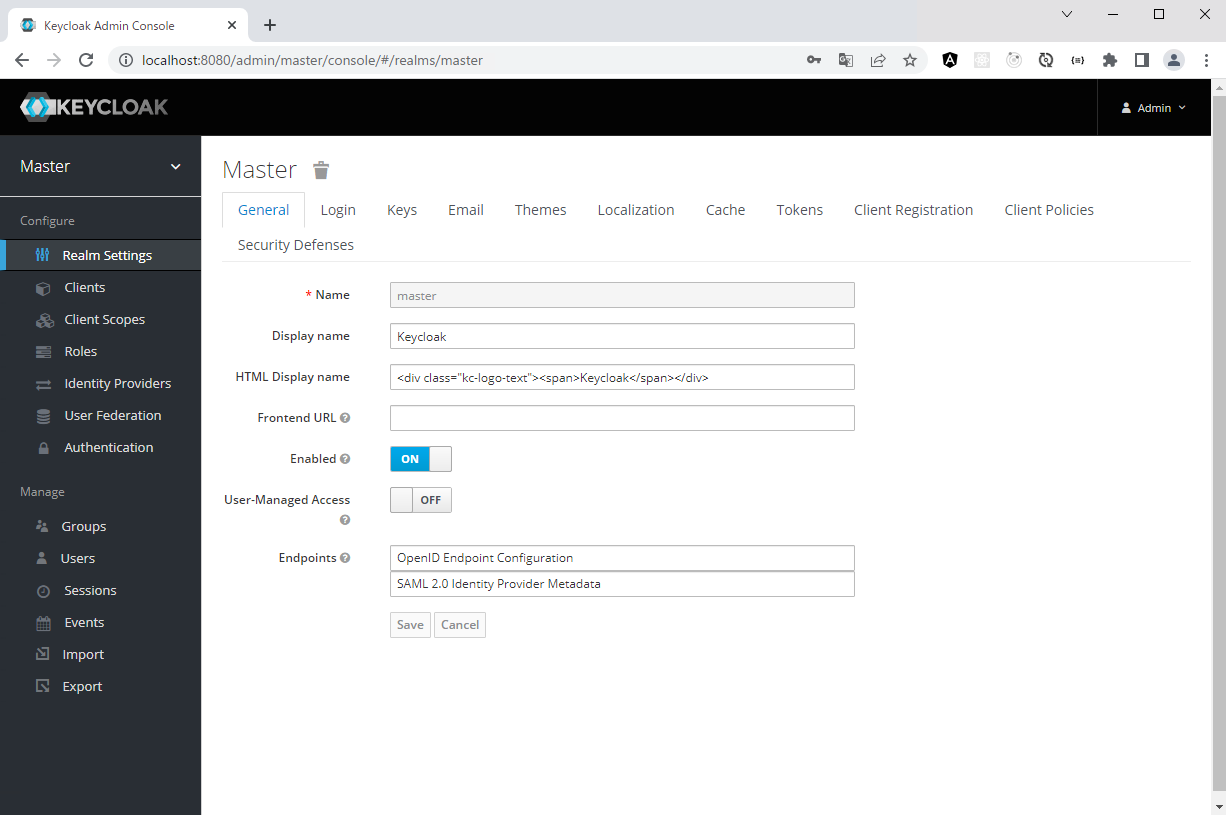 Keycloak Admin Console
localhost:8080/admin/master/console/#/realms/master
KEYCLOAK
Admin
Master
Configure
Realm Settings
Clients
Client Scopes
Roles
Identity Providers
User Federation
Authentication
Manage
Groups
Users
Sessions
Events
Import
Export
Master
General Login Keys Email Themes Localization Cache Tokens Client Registration Client Policies
Security Defenses
* Name master
Display name Keycloak
HTML Display name <div class="kc-logo-text"><span>Keycloak</span></div>
Frontend URL
Enabled ON
User-Managed Access OFF
Endpoints OpenID Endpoint Configuration
SAML 2.0 Identity Provider Metadata
Save Cancel